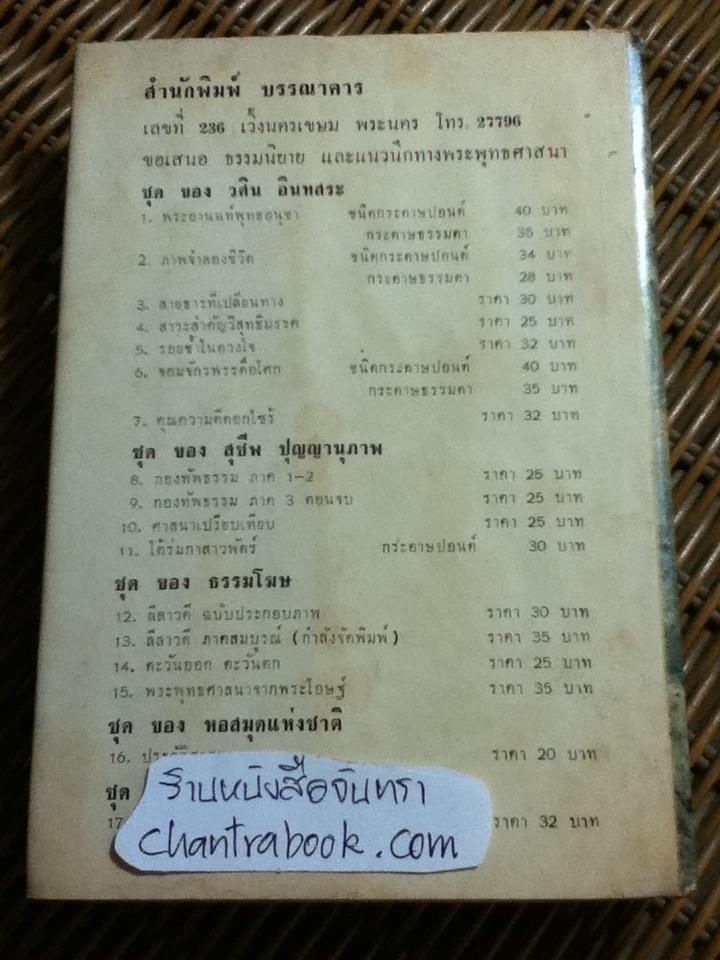 สำนักพิมพ์ บรรณาคาร
เลขที่ 236 เวิ้งนครเขษม พระนคร โทร. 27796
ขอเสนอ ธรรมนิยาย และแนวนึกทางพระพุทธศาสนา
ชุด ของ วศิน อินทสระ
1. พระอานนท์พุทธอนุชา ชนิดกระดาษปอนด์ 40 บาท
กระดาษธรรมดา 35 บาท
2. ภาพจำลองชีวิต ชนิดกระดาษปอนด์ 34 บาท
กระดาษธรรมดา 28 บาท
3. สายธารที่เปลี่ยนทาง ราคา 30 บาท
4. สาระสำคัญวิสุทธิมรรค ราคา 25 บาท
5. รอยช้ำในดวงใจ ราคา 32 บาท
6. จอมจักรพรรดิอโศก ชนิดกระดาษปอนด์ 40 บาท
กระดาษธรรมดา 35 บาท
7. คุณความดีดอกไซร้ ราคา 32 บาท
ชุด ของ สุชีพ ปุญญานุภาพ
8. กองทัพธรรม ภาค 1-2 ราคา 25 บาท
9. กองทัพธรรม ภาค 3 ตอนจบ ราคา 25 บาท
10. ศาสนาเปรียบเทียบ ราคา 25 บาท
11. ใต้ร่มกาสาวพัตร์ กระดาษปอนด์ 30 บาท
ชุด ของ ธรรมโฆษ
12. ลีลาวดี ฉบับประกอบภาพ ราคา 30 บาท
13. ลีลาวดี ภาคสมบูรณ์ (กำลังจัดพิมพ์) ราคา 35 บาท
14. ตะวันออก ตะวันตก ราคา 25 บาท
15. พระพุทธศาสนาจากพระโอษฐ์ ราคา 35 บาท
ชุด ของ หอสมุดแห่งชาติ
16. ราคา 20 บาท
ชุด
17 ราคา 32 บาท
ร้านหนังสือจันทรา
chantrabook.com